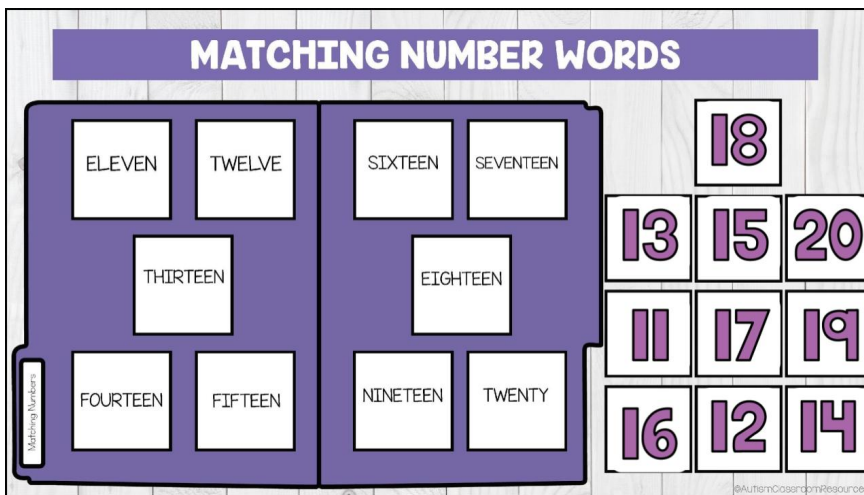 MATCHING NUMBER WORDS
ELEVEN
TWELVE
THIRTEEN
FOURTEEN
FIFTEEN
SIXTEEN
SEVENTEEN
EIGHTEEN
NINETEEN
TWENTY
Matching Numbers
18
13 15 20
11 17 19
16 12 14
©AutismClassroomResource